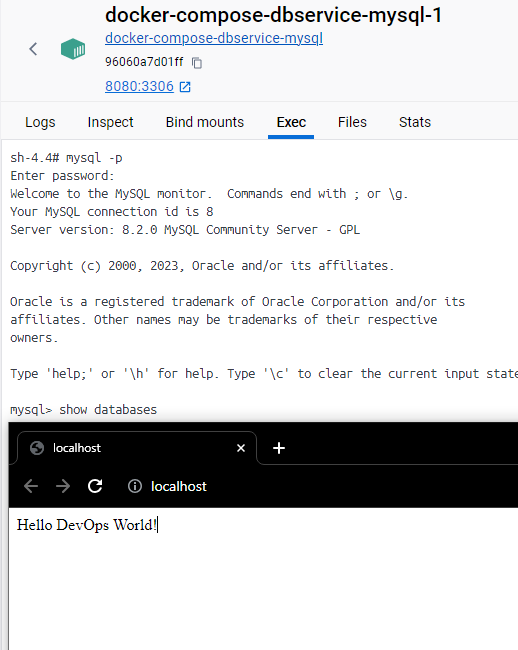 docker-compose-dbservice-mysql-1
docker-compose-dbservice-mysql
96060a7d01ff
8080:3306
Logs Inspect Bind mounts Exec Files Stats
sh-4.4# mysql -p
Enter password:
Welcome to the MySQL monitor.  Commands end with ; or \g.
Your MySQL connection id is 8
Server version: 8.2.0 MySQL Community Server - GPL
Copyright (c) 2000, 2023, Oracle and/or its affiliates.
Oracle is a registered trademark of Oracle Corporation and/or its
affiliates. Other names may be trademarks of their respective
owners.
Type 'help;' or '\h' for help. Type '\c' to clear the current input state
mysql> show databases
localhost
localhost
Hello DevOps World!